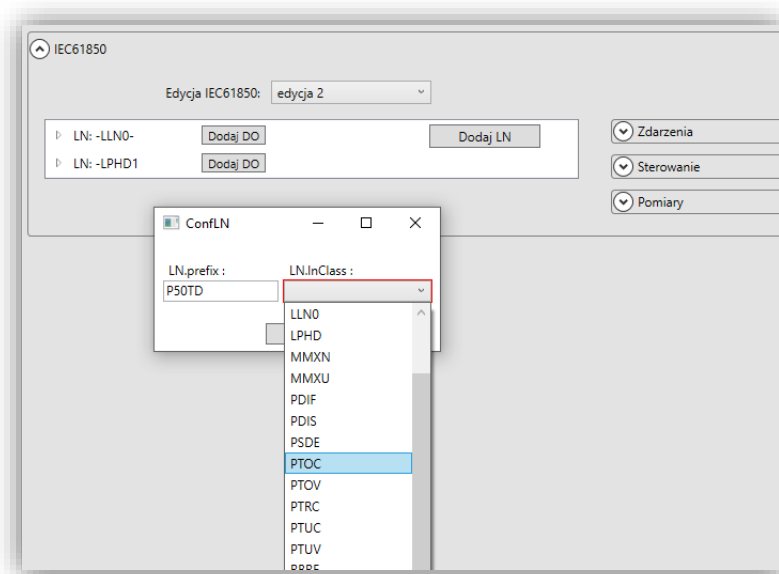 IEC61850
Edycja IEC61850: edycja 2
LN: -LLN0- Dodaj DO Dodaj LN
LN: -LPHD1 Dodaj DO
Zdarzenia
Sterowanie
Pomiary
ConfLN
LN.prefix : LN.lnClass :
P50TD
LLN0
LPHD
MMXN
MMXU
PDIF
PDIS
PSDE
PTOC
PTOV
PTRC
PTUC
PTUV